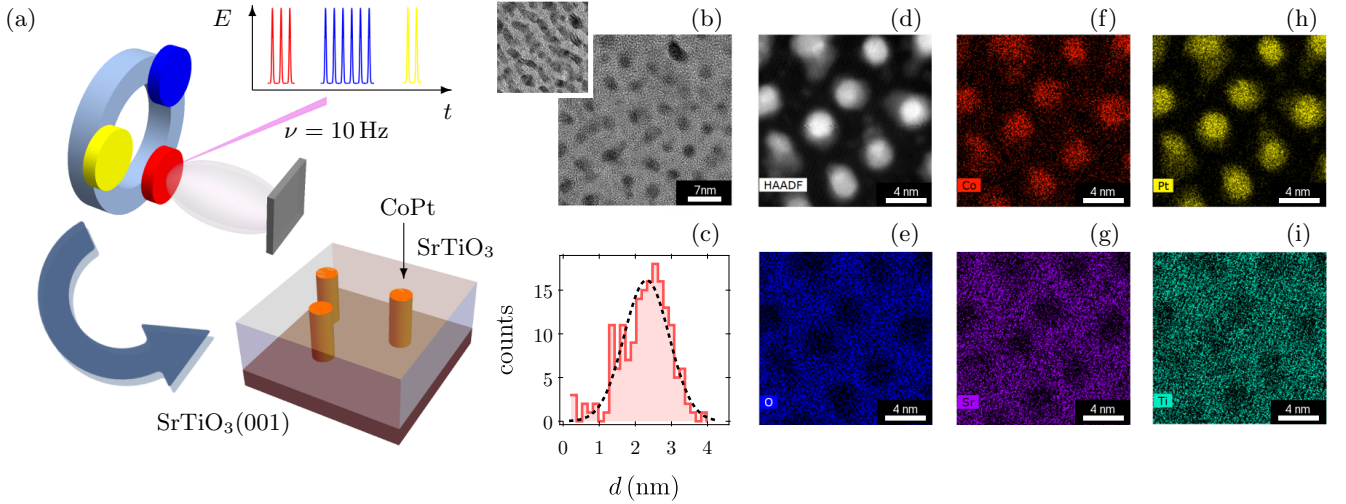 (a)
E
t
ν = 10 Hz
CoPt
SrTiO₃
SrTiO₃(001)
(b)
7nm
(c)
counts
15
10
5
0
0 1 2 3 4
d (nm)
(d)
HAADF
4 nm
(e)
O
4 nm
(f)
Co
4 nm
(g)
Sr
4 nm
(h)
Pt
4 nm
(i)
Ti
4 nm